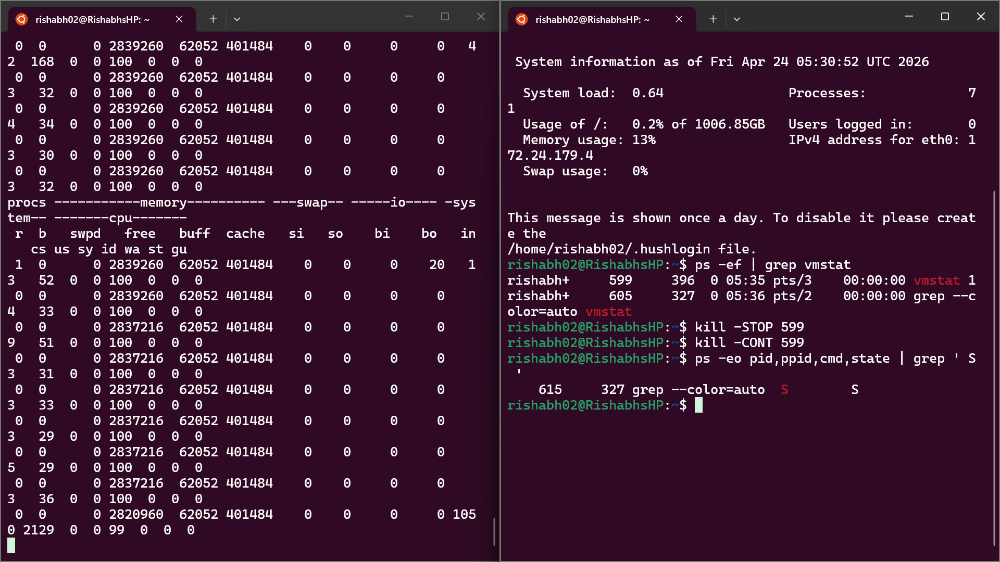 rishabh02@RishabhsHP: ~
 0  0      0 2839260  62052 401484    0    0     0     0   4
2  168  0  0 100  0  0  0
 0  0      0 2839260  62052 401484    0    0     0     0
3   32  0  0 100  0  0  0
 0  0      0 2839260  62052 401484    0    0     0     0
4   34  0  0 100  0  0  0
 0  0      0 2839260  62052 401484    0    0     0     0
3   30  0  0 100  0  0  0
 0  0      0 2839260  62052 401484    0    0     0     0
3   32  0  0 100  0  0  0
procs -----------memory---------- ---swap-- -----io---- -sys
tem-- -------cpu-------
 r  b   swpd   free   buff  cache   si   so    bi    bo   in
   cs us sy id wa st gu
 1  0      0 2839260  62052 401484    0    0     0    20   1
3   52  0  0 100  0  0  0
 0  0      0 2839260  62052 401484    0    0     0     0
4   33  0  0 100  0  0  0
 0  0      0 2837216  62052 401484    0    0     0     0
9   51  0  0 100  0  0  0
 0  0      0 2837216  62052 401484    0    0     0     0
3   31  0  0 100  0  0  0
 0  0      0 2837216  62052 401484    0    0     0     0
3   33  0  0 100  0  0  0
 0  0      0 2837216  62052 401484    0    0     0     0
3   29  0  0 100  0  0  0
 0  0      0 2837216  62052 401484    0    0     0     0
5   29  0  0 100  0  0  0
 0  0      0 2837216  62052 401484    0    0     0     0
3   36  0  0 100  0  0  0
 0  0      0 2820960  62052 401484    0    0     0     0 105
0 2129  0  0 99  0  0  0
rishabh02@RishabhsHP: ~
 System information as of Fri Apr 24 05:30:52 UTC 2026
  System load:  0.64                Processes:             7
1
  Usage of /:   0.2% of 1006.85GB   Users logged in:       0
  Memory usage: 13%                 IPv4 address for eth0: 1
72.24.179.4
  Swap usage:   0%
This message is shown once a day. To disable it please creat
e the
/home/rishabh02/.hushlogin file.
rishabh02@RishabhsHP:~$ ps -ef | grep vmstat
rishabh+     599     396  0 05:35 pts/3    00:00:00 vmstat 1
rishabh+     605     327  0 05:36 pts/2    00:00:00 grep --c
olor=auto vmstat
rishabh02@RishabhsHP:~$ kill -STOP 599
rishabh02@RishabhsHP:~$ kill -CONT 599
rishabh02@RishabhsHP:~$ ps -eo pid,ppid,cmd,state | grep ' S
 '
    615     327 grep --color=auto  S        S
rishabh02@RishabhsHP:~$